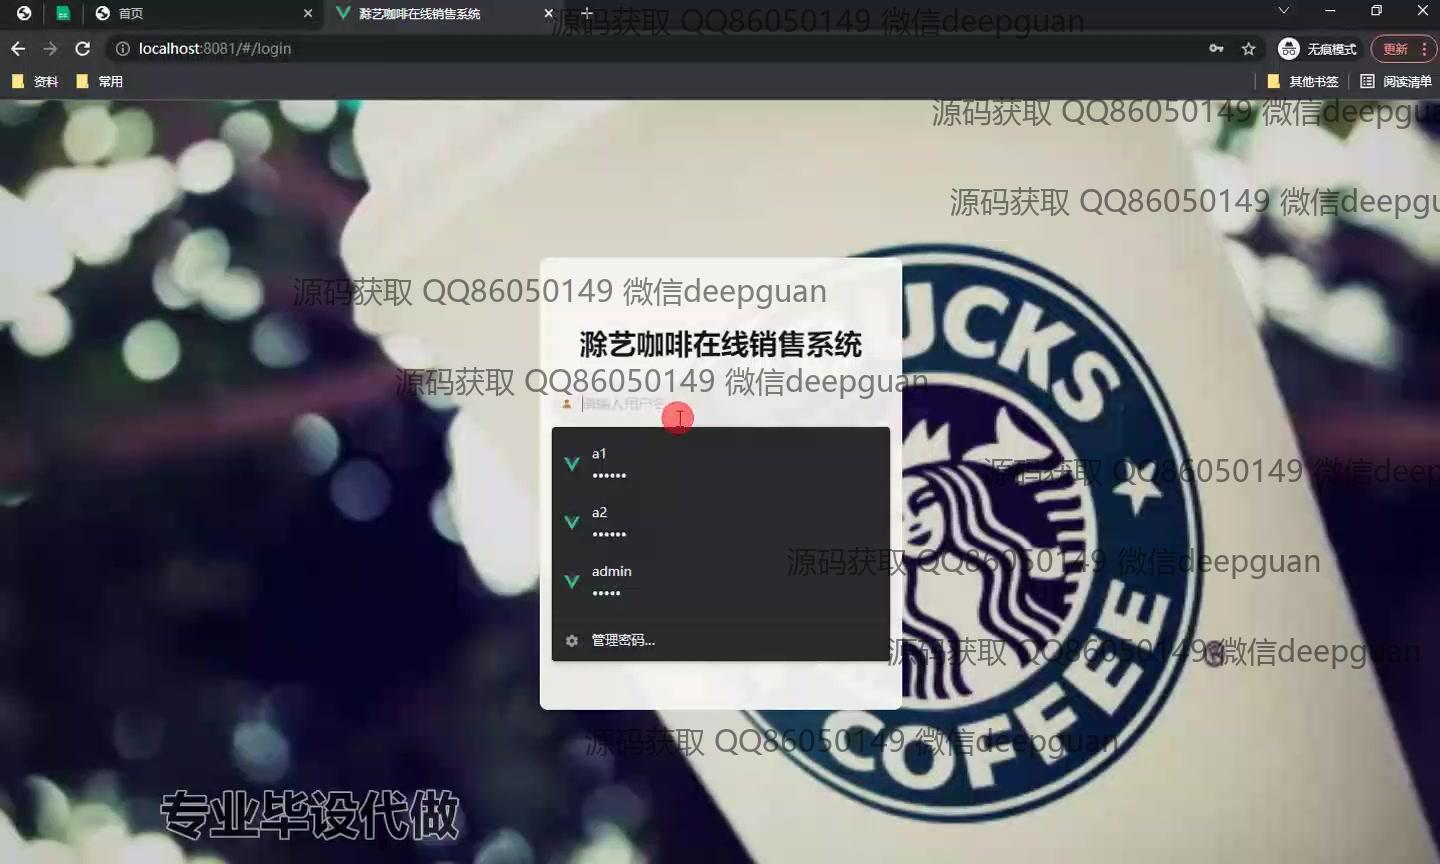 首页
滁艺咖啡在线销售系统
源码获取 QQ86050149 微信deepguan
localhost:8081/#/login
无痕模式
更新
资料
常用
其他书签
阅读清单
源码获取 QQ86050149 微信deepgua
源码获取 QQ86050149 微信deepgu
源码获取 QQ86050149 微信deepguan
UCKS
滁艺咖啡在线销售系统
源码获取 QQ86050149 微信deepguan
请输入用户名
a1
••••••
源码获取 QQ86050149 微信deep
a2
••••••
源码获取 QQ86050149 微信deepguan
admin
•••••
管理密码...
源码获取 QQ86050149 微信deepguan
COFFEE
源码获取 QQ86050149 微信deepguan
专业毕设代做